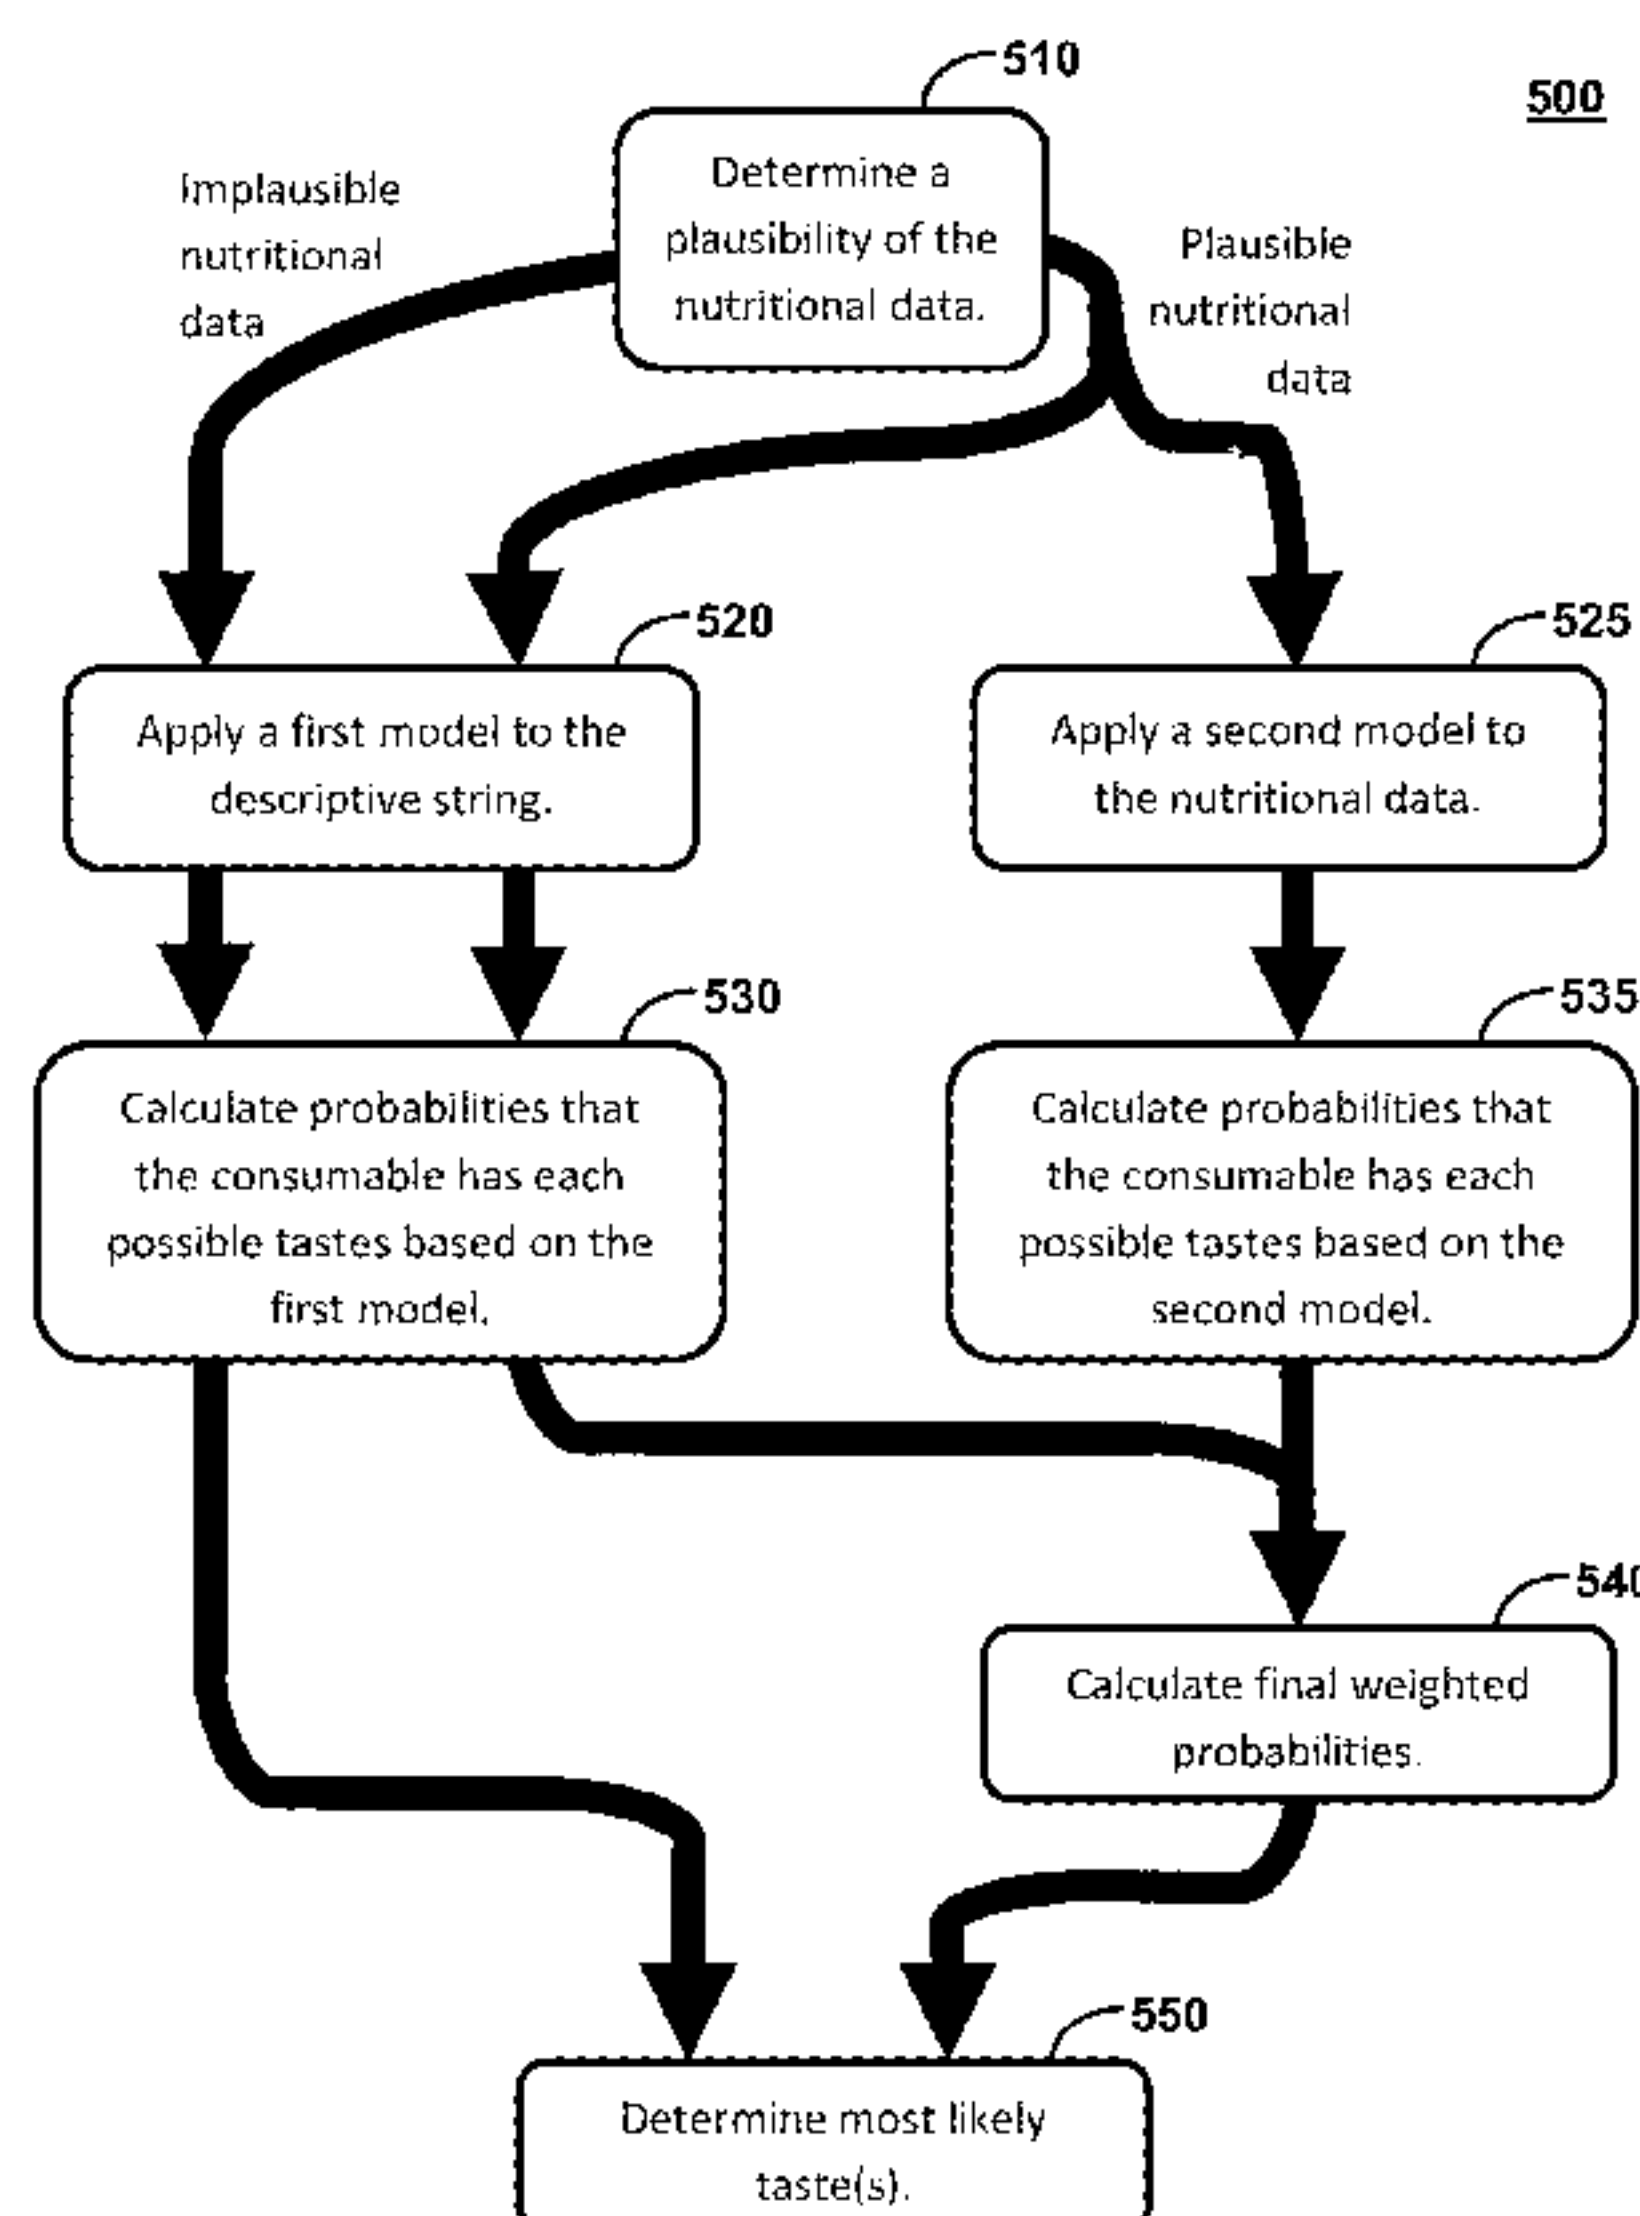 510
500
Determine a
plausibility of the
nutritional data.
Implausible
nutritional
data
Plausible
nutritional
data
520
525
Apply a first model to the
descriptive string.
Apply a second model to
the nutritional data.
530
535
Calculate probabilities that
the consumable has each
possible tastes based on the
first model.
Calculate probabilities that
the consumable has each
possible tastes based on the
second model.
540
Calculate final weighted
probabilities.
550
Determine most likely
taste(s).